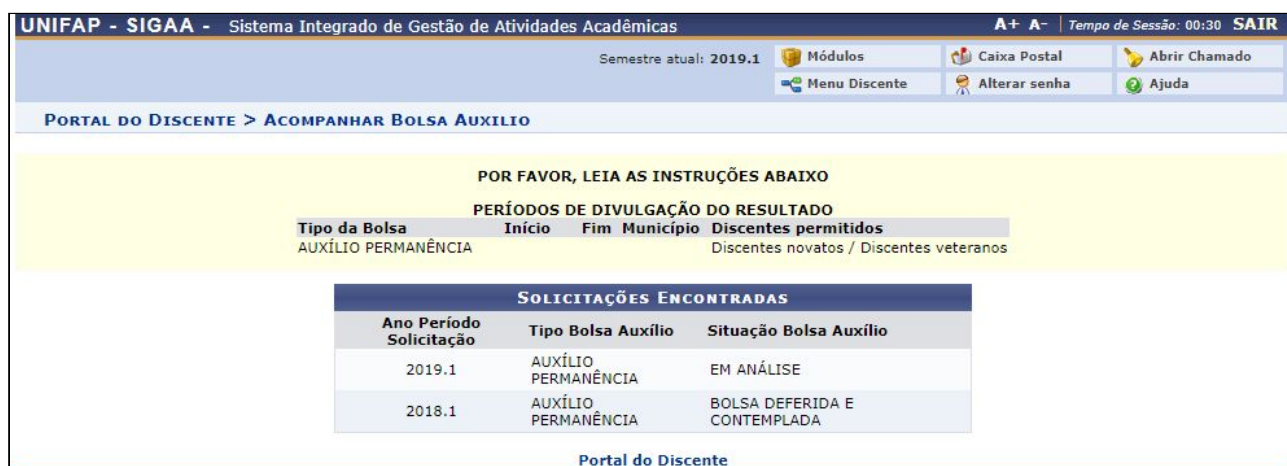 UNIFAP - SIGAA - Sistema Integrado de Gestão de Atividades Acadêmicas A+ A- | Tempo de Sessão: 00:30 SAIR
Semestre atual: 2019.1 Módulos Caixa Postal Abrir Chamado
Menu Discente Alterar senha Ajuda
PORTAL DO DISCENTE > ACOMPANHAR BOLSA AUXILIO
POR FAVOR, LEIA AS INSTRUÇÕES ABAIXO
PERÍODOS DE DIVULGAÇÃO DO RESULTADO
Tipo da Bolsa Início Fim Município Discentes permitidos
AUXÍLIO PERMANÊNCIA Discentes novatos / Discentes veteranos
SOLICITAÇÕES ENCONTRADAS
Ano Período Solicitação Tipo Bolsa Auxílio Situação Bolsa Auxílio
2019.1 AUXÍLIO PERMANÊNCIA EM ANÁLISE
2018.1 AUXÍLIO PERMANÊNCIA BOLSA DEFERIDA E CONTEMPLADA
Portal do Discente